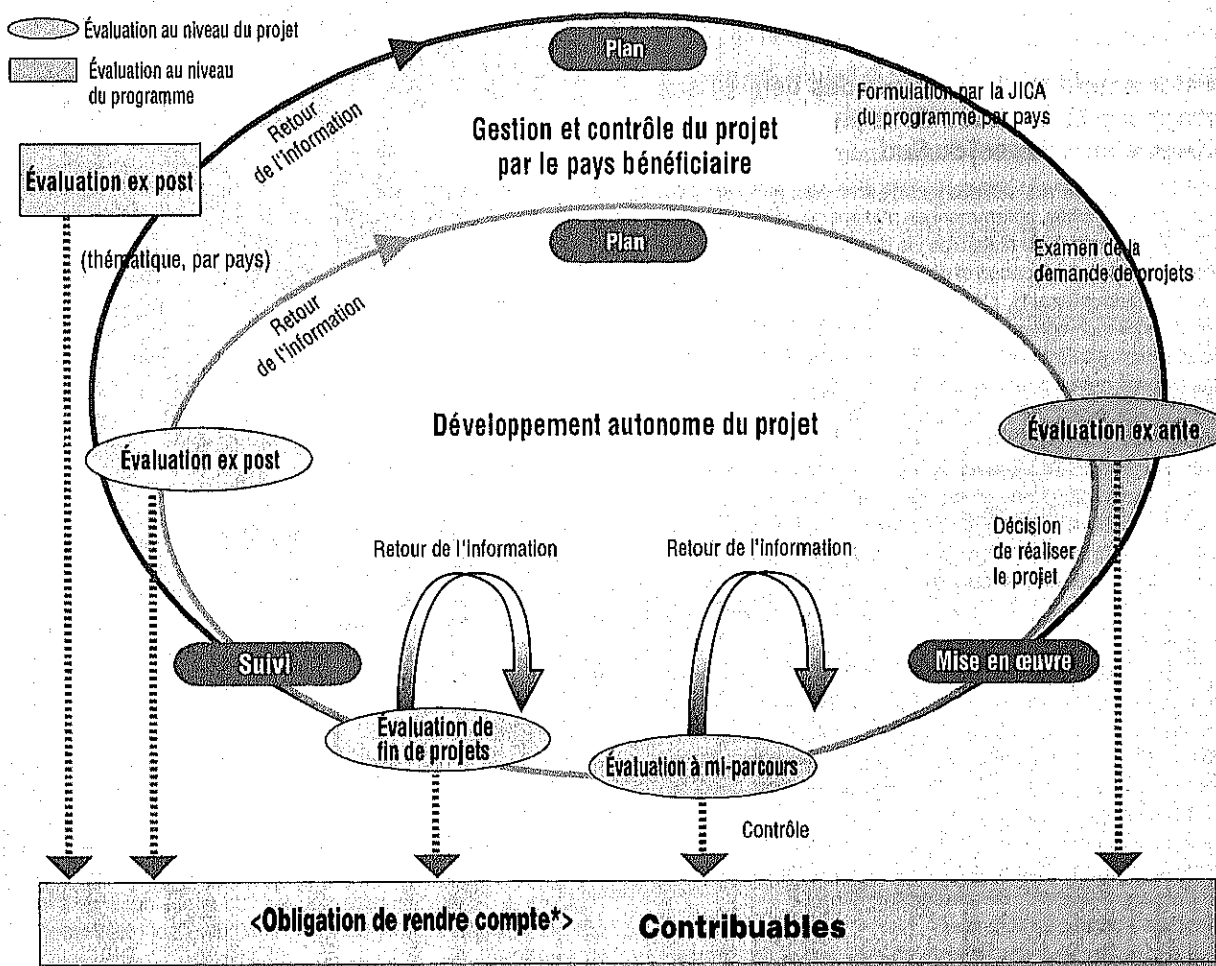 Évaluation au niveau du projet
Évaluation au niveau
du programme
Plan
Formulation par la JICA
du programme par pays
Retour
de l'Information
Gestion et contrôle du projet
par le pays bénéficiaire
Évaluation ex post
(thématique, par pays)
Plan
Examen de la
demande de projets
Retour
de l'Information
Développement autonome du projet
Évaluation ex ante
Évaluation ex post
Décision
de réaliser
le projet
Retour de l'Information
Retour de l'Information
Suivi
Mise en œuvre
Évaluation de
fin de projets
Évaluation à mi-parcours
Contrôle
<Obligation de rendre compte*>
Contribuables